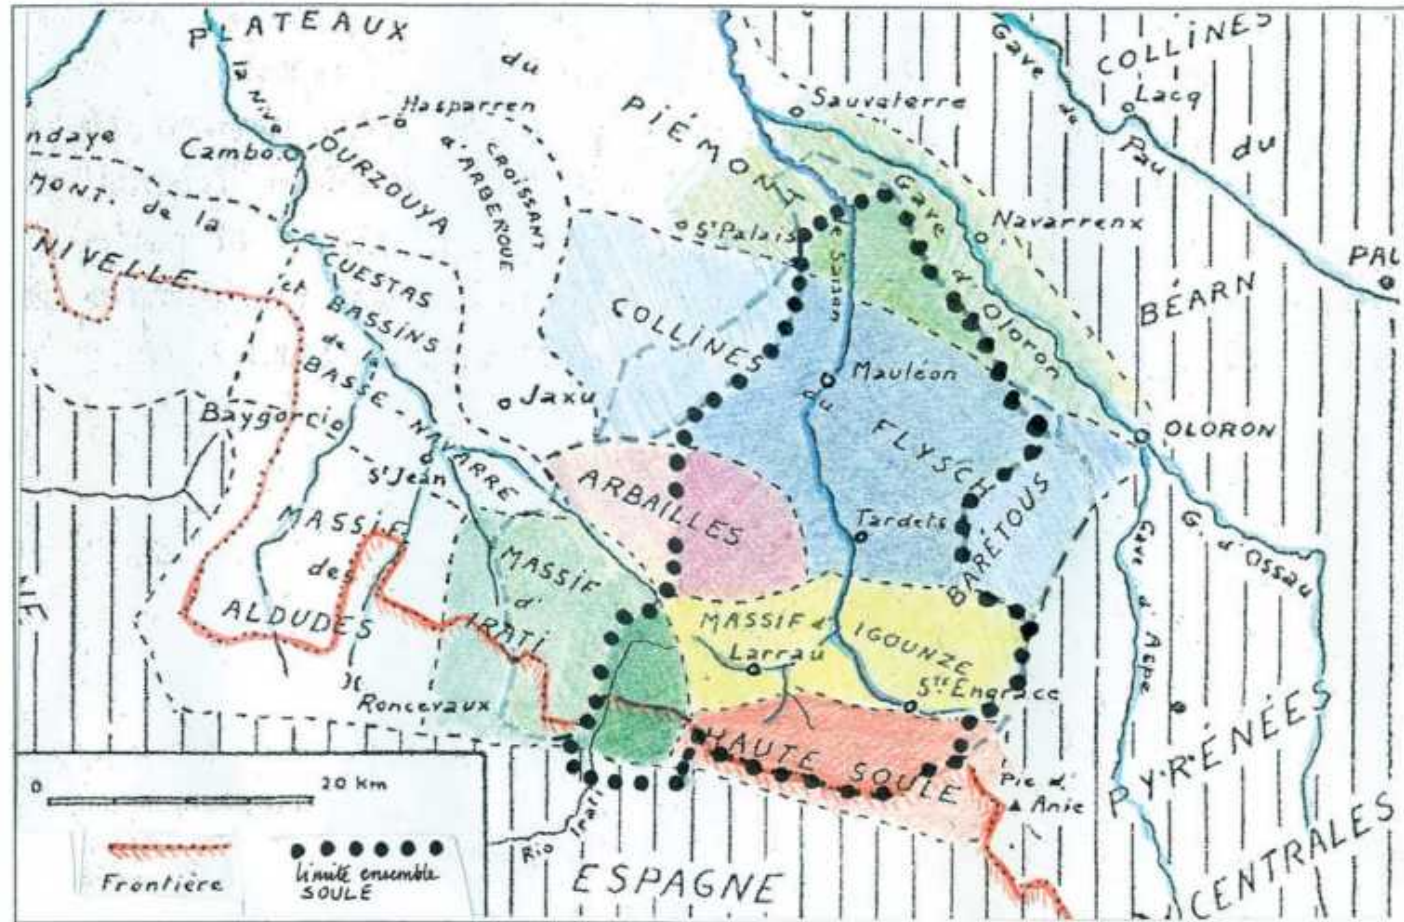 PLATEAUX
du
PIÉMONT
COLLINES
du
BÉARN
la Nive
Hasparren
Sauveterre
Lacq
Gave de Pau
ndaye
Cambo
OURZOUYA
CROISSANT
d'ARBEROUE
MONT. de la
NIVELLE
St Palais
Saison
Gave d'Oloron
Navarrenx
PAU
CUESTAS
et
BASSINS
de la
BASSE-NAVARRE
COLLINES
du
FLYSCH
Mauléon
Jaxu
Baygorri
OLORON
St Jean
ARBAILLES
Tardets
BARÉTOUS
Gave d'Aspe
G. d'Ossau
MASSIF
des
ALDUDES
MASSIF
d'
IRATI
MASSIF d'
IGOUNZE
Larrau
Ste Engrace
Roncevaux
HAUTE SOULE
Pic d'
Anie
PYRÉNÉES
CENTRALES
Rio Irati
ESPAGNE
0
20 km
Frontière
Limite ensemble
SOULE